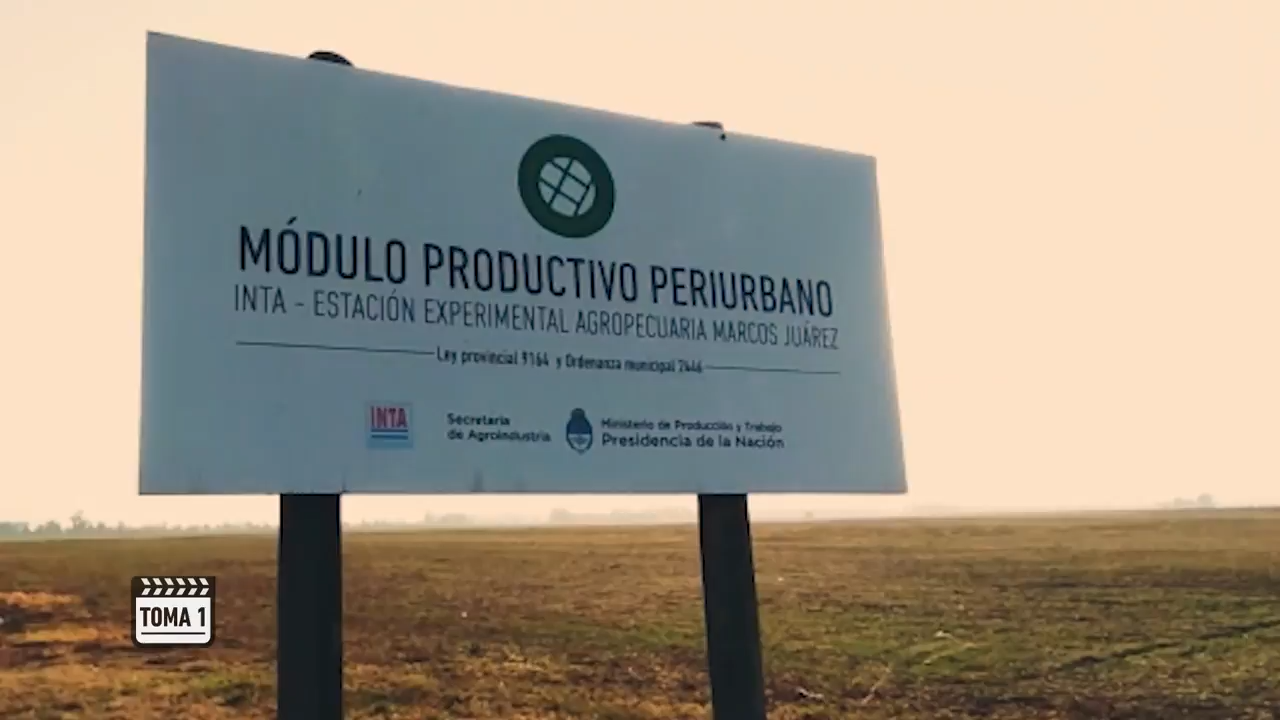 MÓDULO PRODUCTIVO PERIURBANO
INTA - ESTACIÓN EXPERIMENTAL AGROPECUARIA MARCOS JUÁREZ
Ley provincial 9164 y Ordenanza municipal 2446
INTA
Secretaría
de Agroindustria
Ministerio de Producción y Trabajo
Presidencia de la Nación
TOMA 1